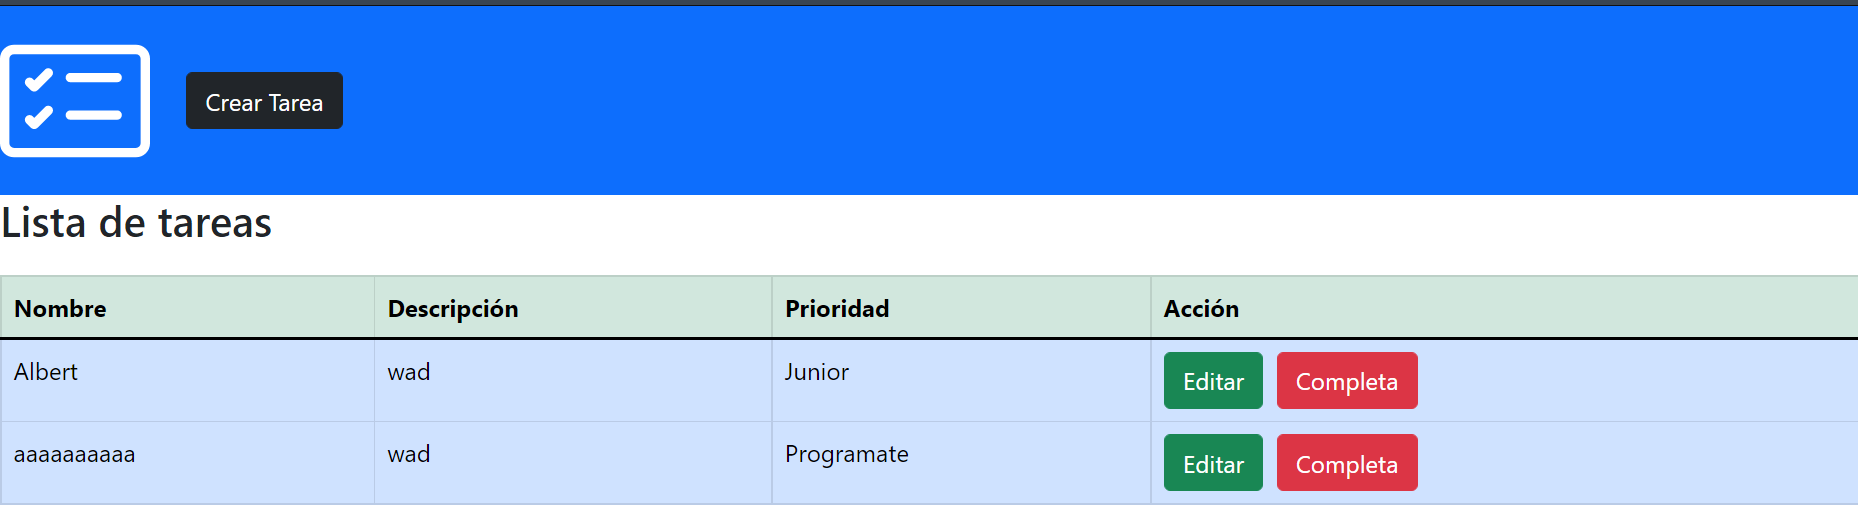 Crear Tarea
Lista de tareas
Nombre Descripción Prioridad Acción
Albert wad Junior Editar Completa
aaaaaaaaaa wad Programate Editar Completa